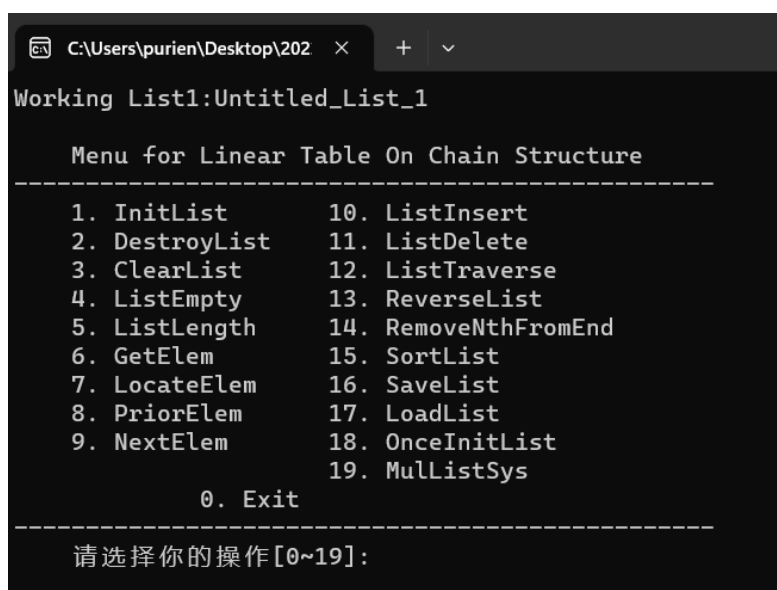 C:\Users\purien\Desktop\202
Working List1:Untitled_List_1
Menu for Linear Table On Chain Structure
-------------------------------------------------
1. InitList 10. ListInsert
2. DestroyList 11. ListDelete
3. ClearList 12. ListTraverse
4. ListEmpty 13. ReverseList
5. ListLength 14. RemoveNthFromEnd
6. GetElem 15. SortList
7. LocateElem 16. SaveList
8. PriorElem 17. LoadList
9. NextElem 18. OnceInitList
19. MulListSys
0. Exit
-------------------------------------------------
请选择你的操作[0~19]: